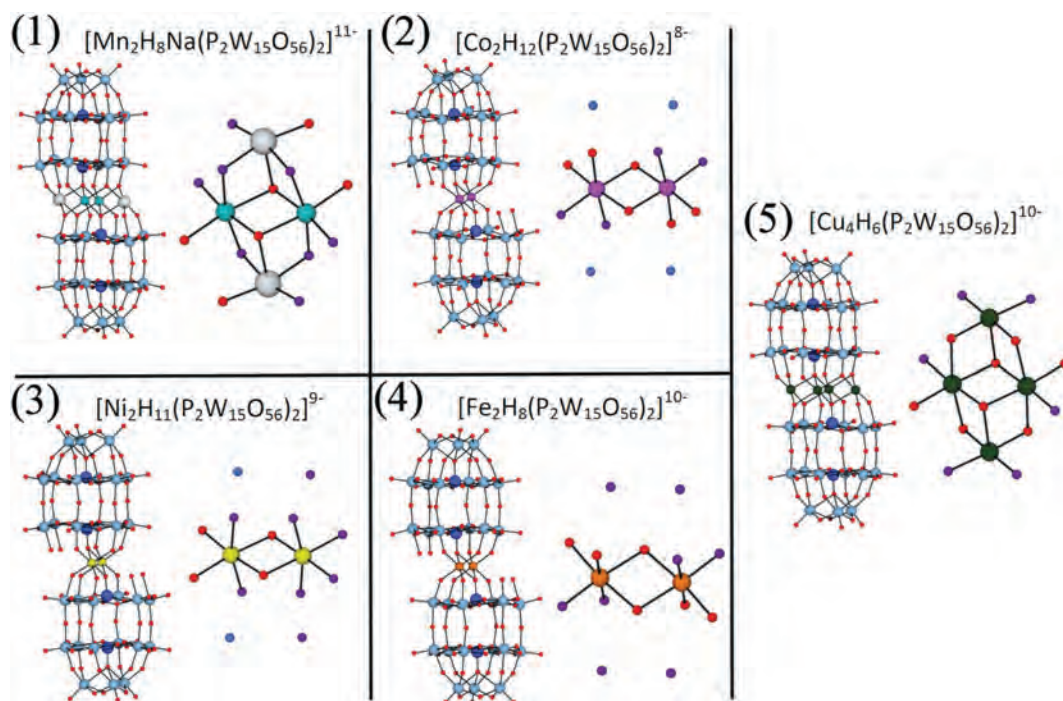 (1) [Mn₂H₈Na(P₂W₁₅O₅₆)₂]¹¹⁻
(2) [Co₂H₁₂(P₂W₁₅O₅₆)₂]⁸⁻
(3) [Ni₂H₁₁(P₂W₁₅O₅₆)₂]⁹⁻
(4) [Fe₂H₈(P₂W₁₅O₅₆)₂]¹⁰⁻
(5) [Cu₄H₆(P₂W₁₅O₅₆)₂]¹⁰⁻